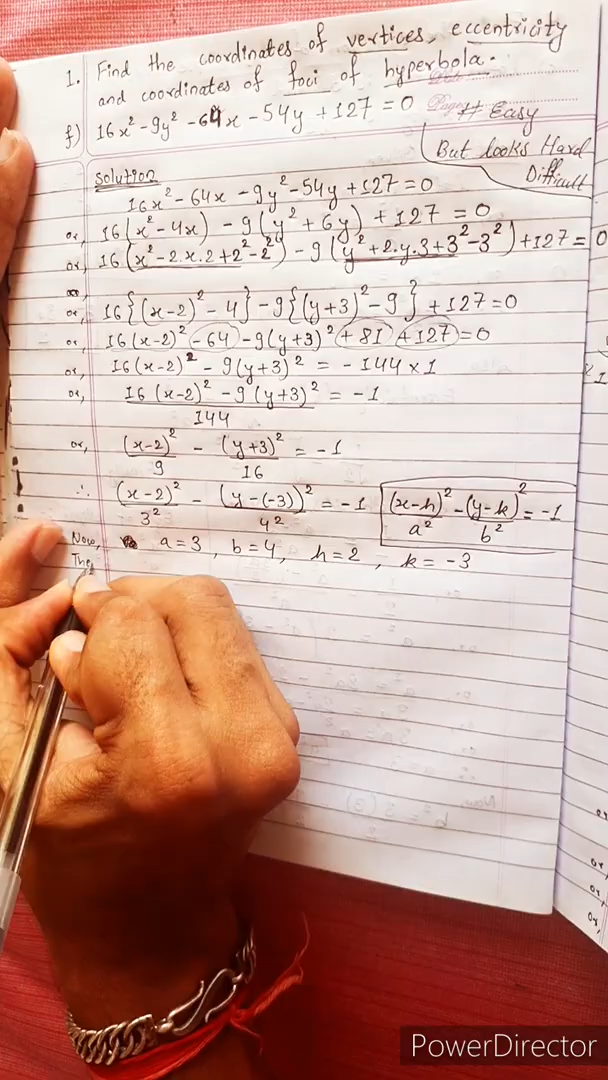 1. Find the coordinates of vertices, eccentricity
and coordinates of foci of hyperbola.
f) 16x² - 9y² - 64x - 54y + 127 = 0
# Easy
But looks Hard
Difficult
Solution
16x² - 64x - 9y² - 54y + 127 = 0
or, 16(x² - 4x) - 9(y² + 6y) + 127 = 0
or, 16(x² - 2.x.2 + 2² - 2²) - 9(y² + 2.y.3 + 3² - 3²) + 127 = 0
or, 16{(x-2)² - 4} - 9{(y+3)² - 9} + 127 = 0
or, 16(x-2)² - 64 - 9(y+3)² + 81 + 127 = 0
or, 16(x-2)² - 9(y+3)² = -144 × 1
or, 16(x-2)² - 9(y+3)² / 144 = -1
or, (x-2)²/9 - (y+3)²/16 = -1
∴ (x-2)²/3² - (y-(-3))²/4² = -1
(x-h)²/a² - (y-k)²/b² = -1
Now, a = 3, b = 4, h = 2, k = -3
The
PowerDirector